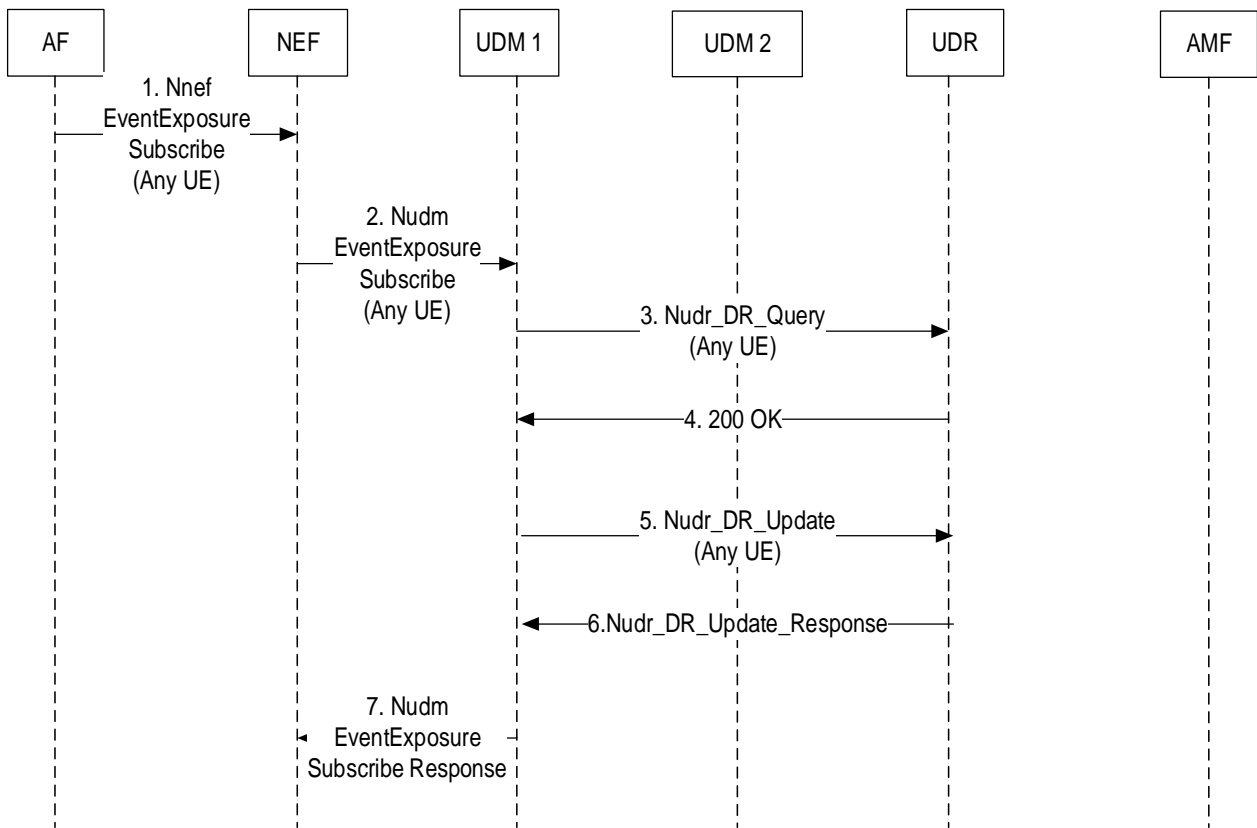 AF
NEF
UDM 1
UDM 2
UDR
AMF
1. Nnef
EventExposure
Subscribe
(Any UE)
2. Nudm
EventExposure
Subscribe
(Any UE)
3. Nudr_DR_Query
(Any UE)
4. 200 OK
5. Nudr_DR_Update
(Any UE)
6.Nudr_DR_Update_Response
7. Nudm
EventExposure
Subscribe Response